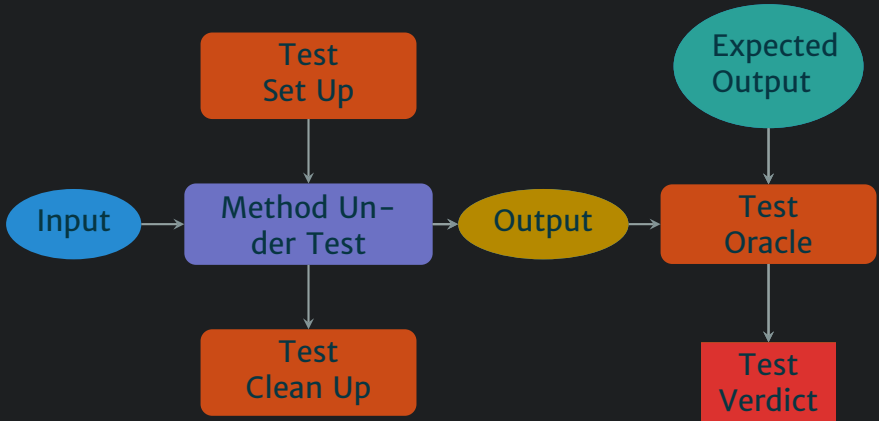 Test
Set Up
Expected
Output
Input
Method Un-
der Test
Output
Test
Oracle
Test
Clean Up
Test
Verdict